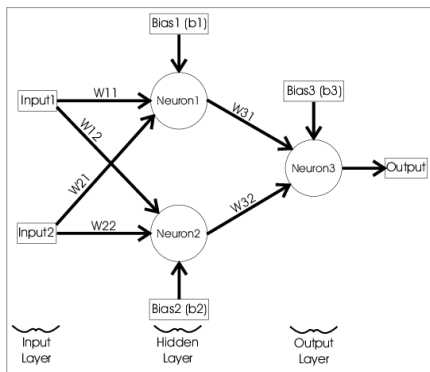 Bias1 (b1)
Input1
W11
Neuron1
W12
W31
Bias3 (b3)
Neuron3
Output
W21
W32
Input2
W22
Neuron2
Bias2 (b2)
Input
Layer
Hidden
Layer
Output
Layer